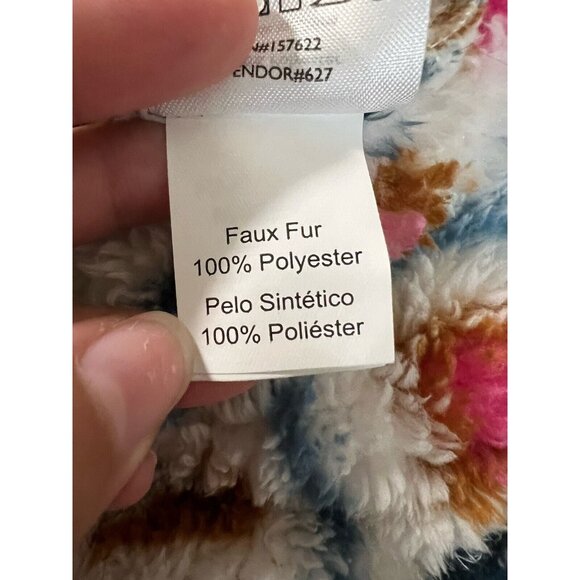 #157622
ENDOR#627
Faux Fur
100% Polyester
Pelo Sintético
100% Poliéster